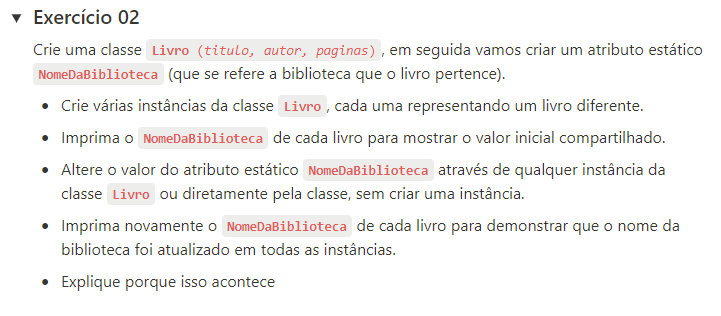 Exercício 02
Crie uma classe Livro (titulo, autor, paginas), em seguida vamos criar um atributo estático
NomeDaBiblioteca (que se refere a biblioteca que o livro pertence).
Crie várias instâncias da classe Livro, cada uma representando um livro diferente.
Imprima o NomeDaBiblioteca de cada livro para mostrar o valor inicial compartilhado.
Altere o valor do atributo estático NomeDaBiblioteca através de qualquer instância da
classe Livro ou diretamente pela classe, sem criar uma instância.
Imprima novamente o NomeDaBiblioteca de cada livro para demonstrar que o nome da
biblioteca foi atualizado em todas as instâncias.
Explique porque isso acontece